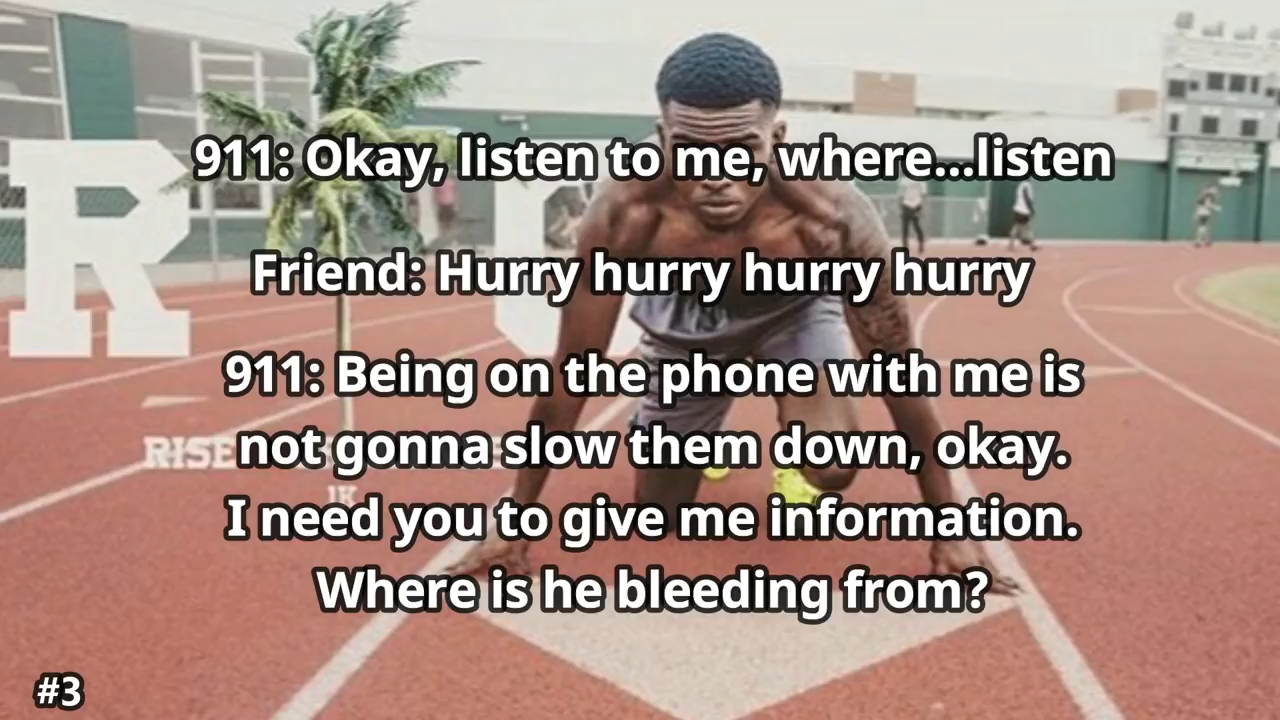 911: Okay, listen to me, where...listen
Friend: Hurry hurry hurry hurry
911: Being on the phone with me is
not gonna slow them down, okay.
I need you to give me information.
Where is he bleeding from?
R
RISE
1K
#3